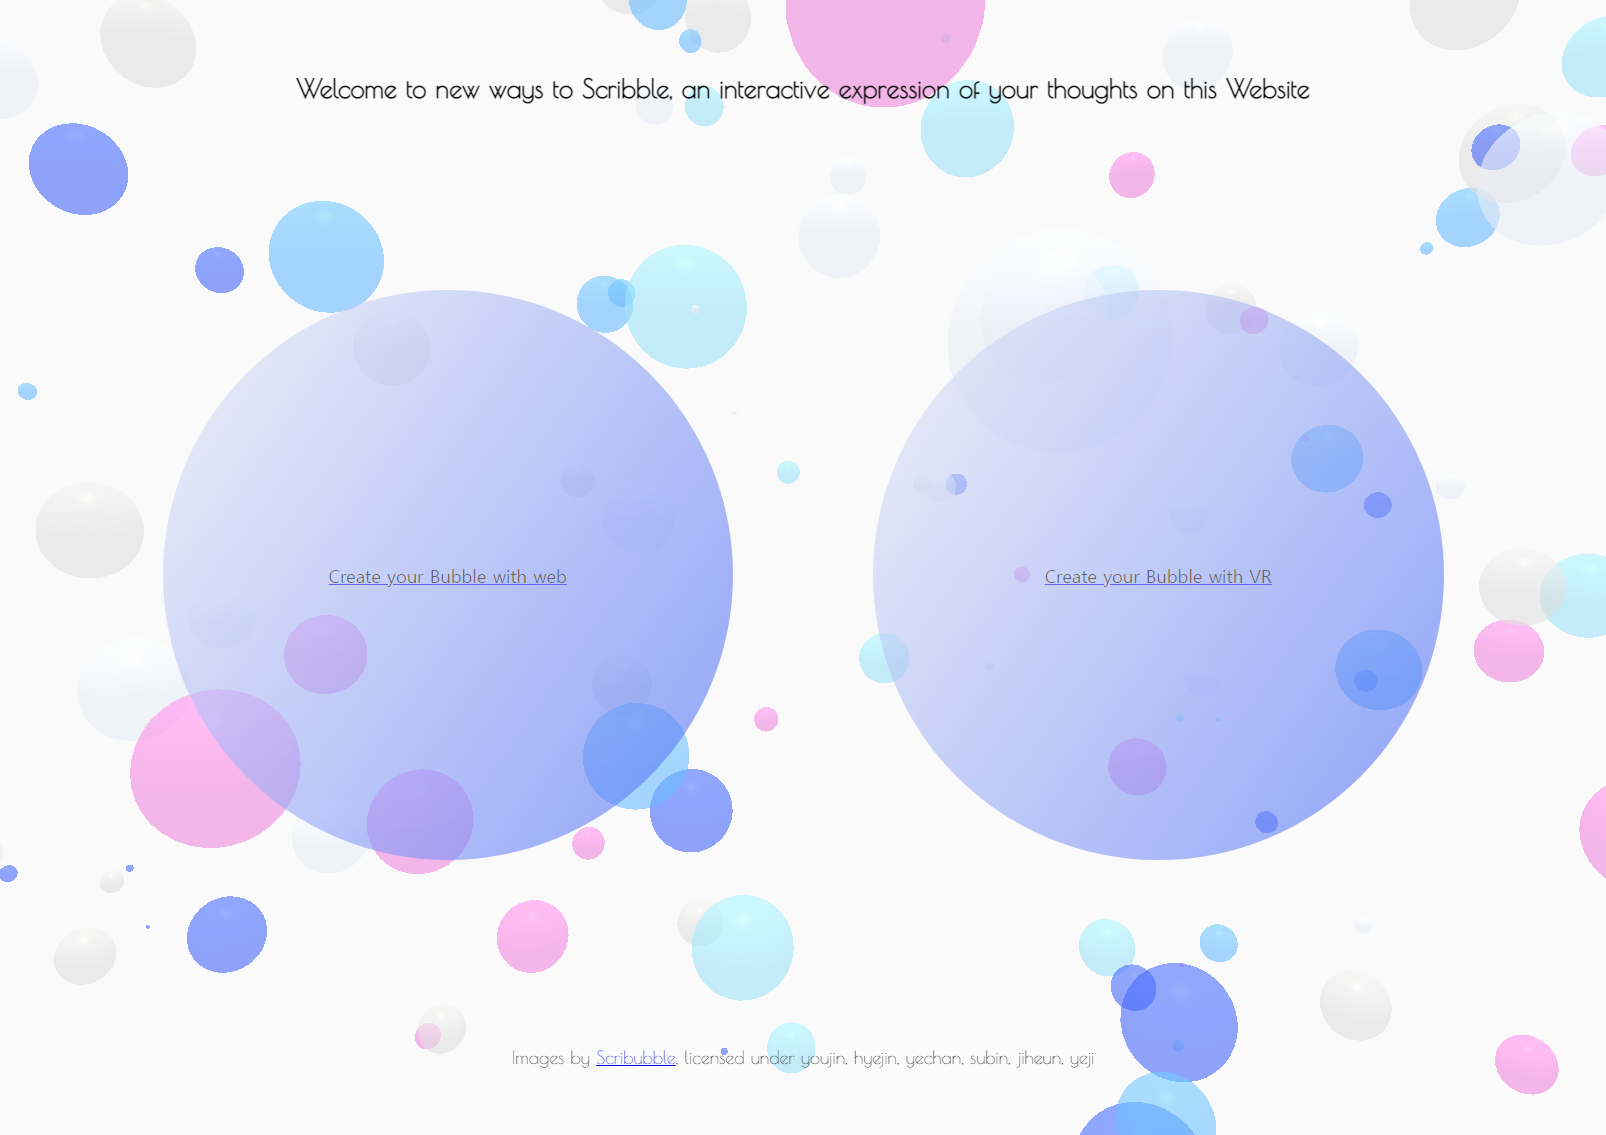 Welcome to new ways to Scribble, an interactive expression of your thoughts on this Website
Create your Bubble with web
Create your Bubble with VR
Images by Scribubble, licensed under youjin, hyejin, yechan, subin, jiheun, yeji